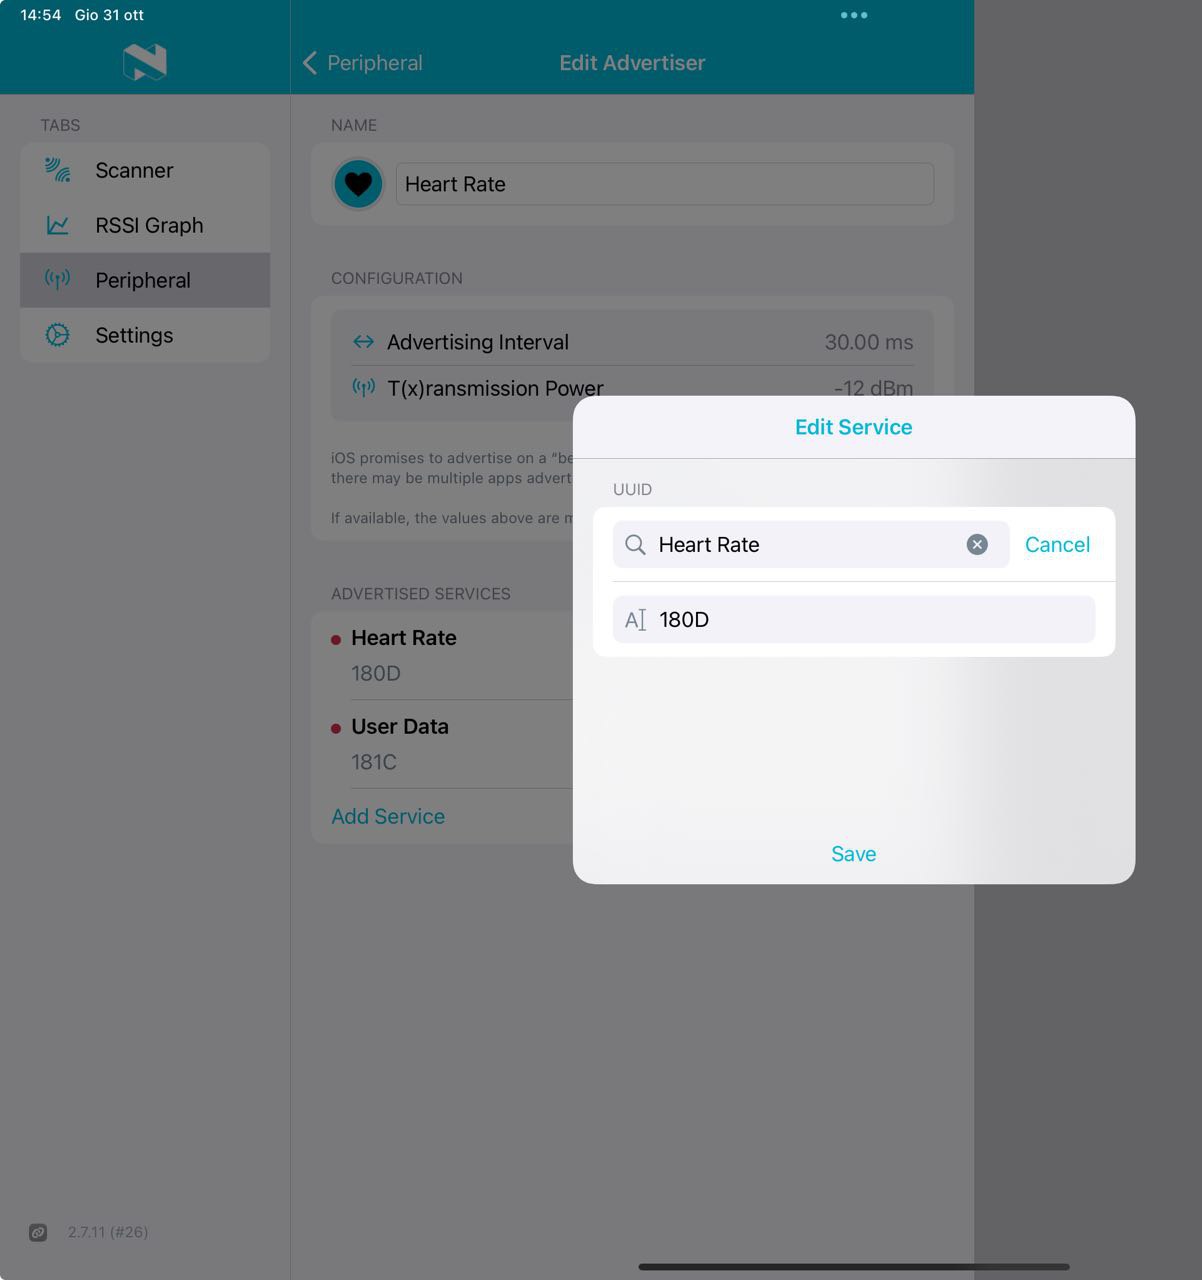 14:54 Gio 31 ott
Peripheral
Edit Advertiser
TABS
Scanner
RSSI Graph
Peripheral
Settings
NAME
Heart Rate
CONFIGURATION
Advertising Interval 30.00 ms
T(x)ransmission Power -12 dBm
iOS promises to advertise on a "be
there may be multiple apps advert
If available, the values above are
ADVERTISED SERVICES
Heart Rate
180D
User Data
181C
Add Service
Edit Service
UUID
Heart Rate
Cancel
180D
Save
2.7.11 (#26)